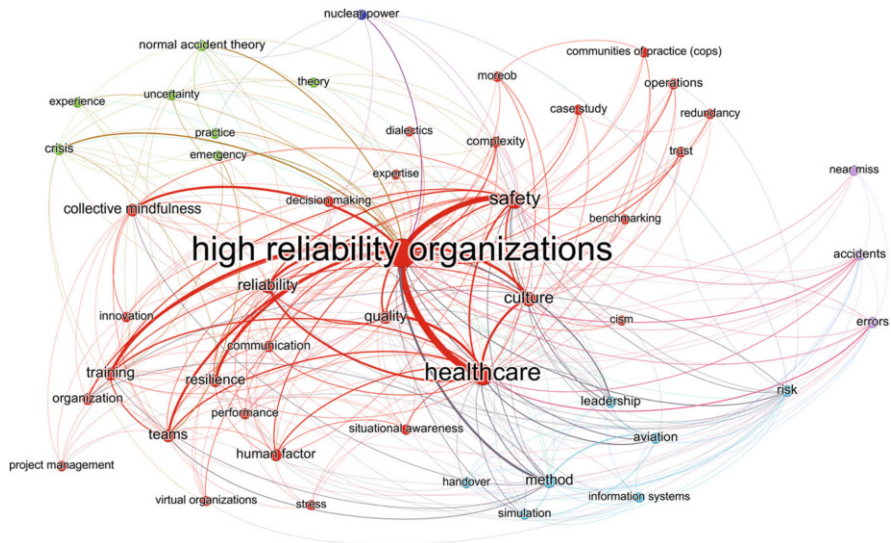 nuclear power
normal accident theory
communities of practice (cops)
theory
moreob
operations
uncertainty
experience
case study
redundancy
practice
dialectics
complexity
crisis
emergency
trust
expertise
near miss
decision making
safety
collective mindfulness
benchmarking
high reliability organizations
accidents
reliability
culture
innovation
quality
cism
errors
communication
training
resilience
healthcare
organization
leadership
risk
performance
teams
situational awareness
aviation
human factor
project management
handover
method
virtual organizations
stress
information systems
simulation